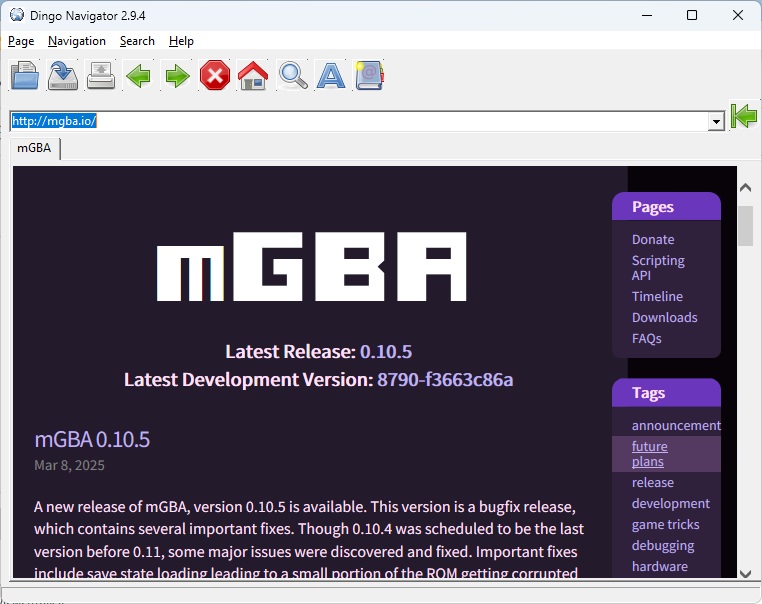 Dingo Navigator 2.9.4
Page Navigation Search Help
http://mgba.io/
mGBA
mGBA
Latest Release: 0.10.5
Latest Development Version: 8790-f3663c86a
mGBA 0.10.5
Mar 8, 2025
A new release of mGBA, version 0.10.5 is available. This version is a bugfix release,
which contains several important fixes. Though 0.10.4 was scheduled to be the last
version before 0.11, some major issues were discovered and fixed. Important fixes
include save state loading leading to a small portion of the ROM getting corrupted
Pages
Donate
Scripting
API
Timeline
Downloads
FAQs
Tags
announcement
future
plans
release
development
game tricks
debugging
hardware